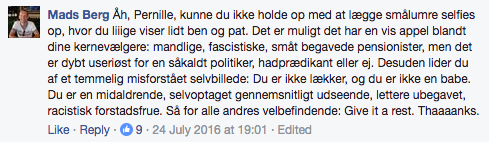 Mads Berg Åh, Pernille, kunne du ikke holde op med at lægge smålumre selfies
op, hvor du liiige viser lidt ben og pat. Det er muligt det har en vis appel blandt
dine kernevælgere: mandlige, fascistiske, småt begavede pensionister, men det
er dybt useriøst for en såkaldt politiker, hadprædikant eller ej. Desuden lider du
af et temmelig misforstået selvbillede: Du er ikke lækker, og du er ikke en babe.
Du er en midaldrende, selvoptaget gennemsnitligt udseende, lettere ubegavet,
racistisk forstadsfrue. Så for alle andres velbefindende: Give it a rest. Thaaaanks.
Like · Reply · 9 · 24 July 2016 at 19:01 · Edited